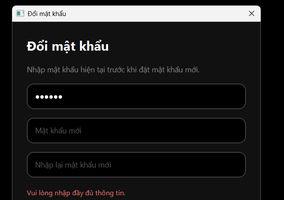 Đổi mật khẩu
Đổi mật khẩu
Nhập mật khẩu hiện tại trước khi đặt mật khẩu mới.
••••••
Mật khẩu mới
Nhập lại mật khẩu mới
Vui lòng nhập đầy đủ thông tin.